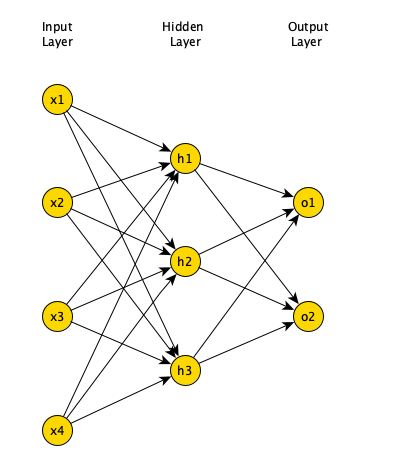 Input
Layer
Hidden
Layer
Output
Layer
x1
x2
x3
x4
h1
h2
h3
o1
o2